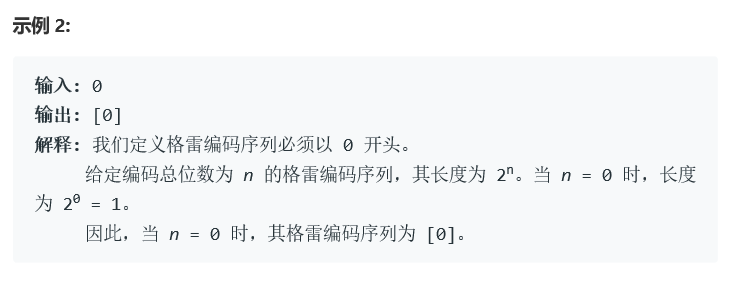 示例 2:
输入: 0
输出: [0]
解释: 我们定义格雷编码序列必须以 0 开头。
给定编码总位数为 n 的格雷编码序列，其长度为 2ⁿ。当 n = 0 时，长度
为 2⁰ = 1。
因此，当 n = 0 时，其格雷编码序列为 [0]。